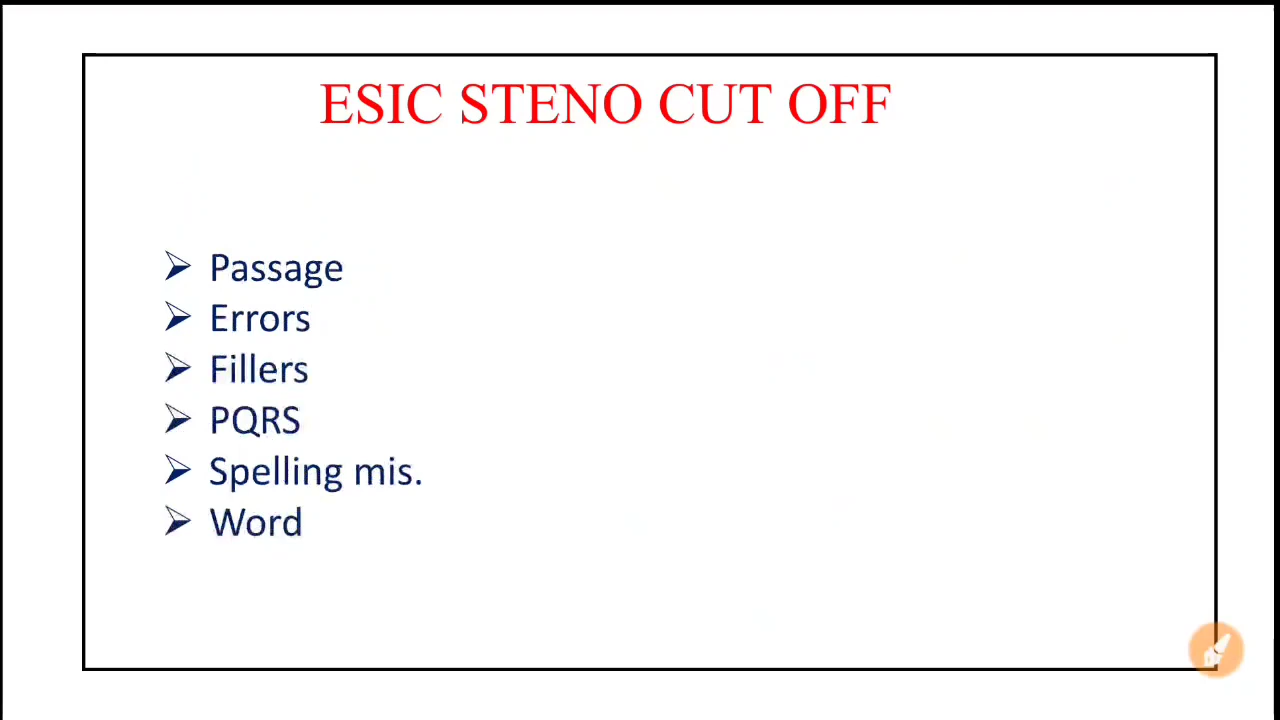 ESIC STENO CUT OFF
Passage
Errors
Fillers
PQRS
Spelling mis.
Word